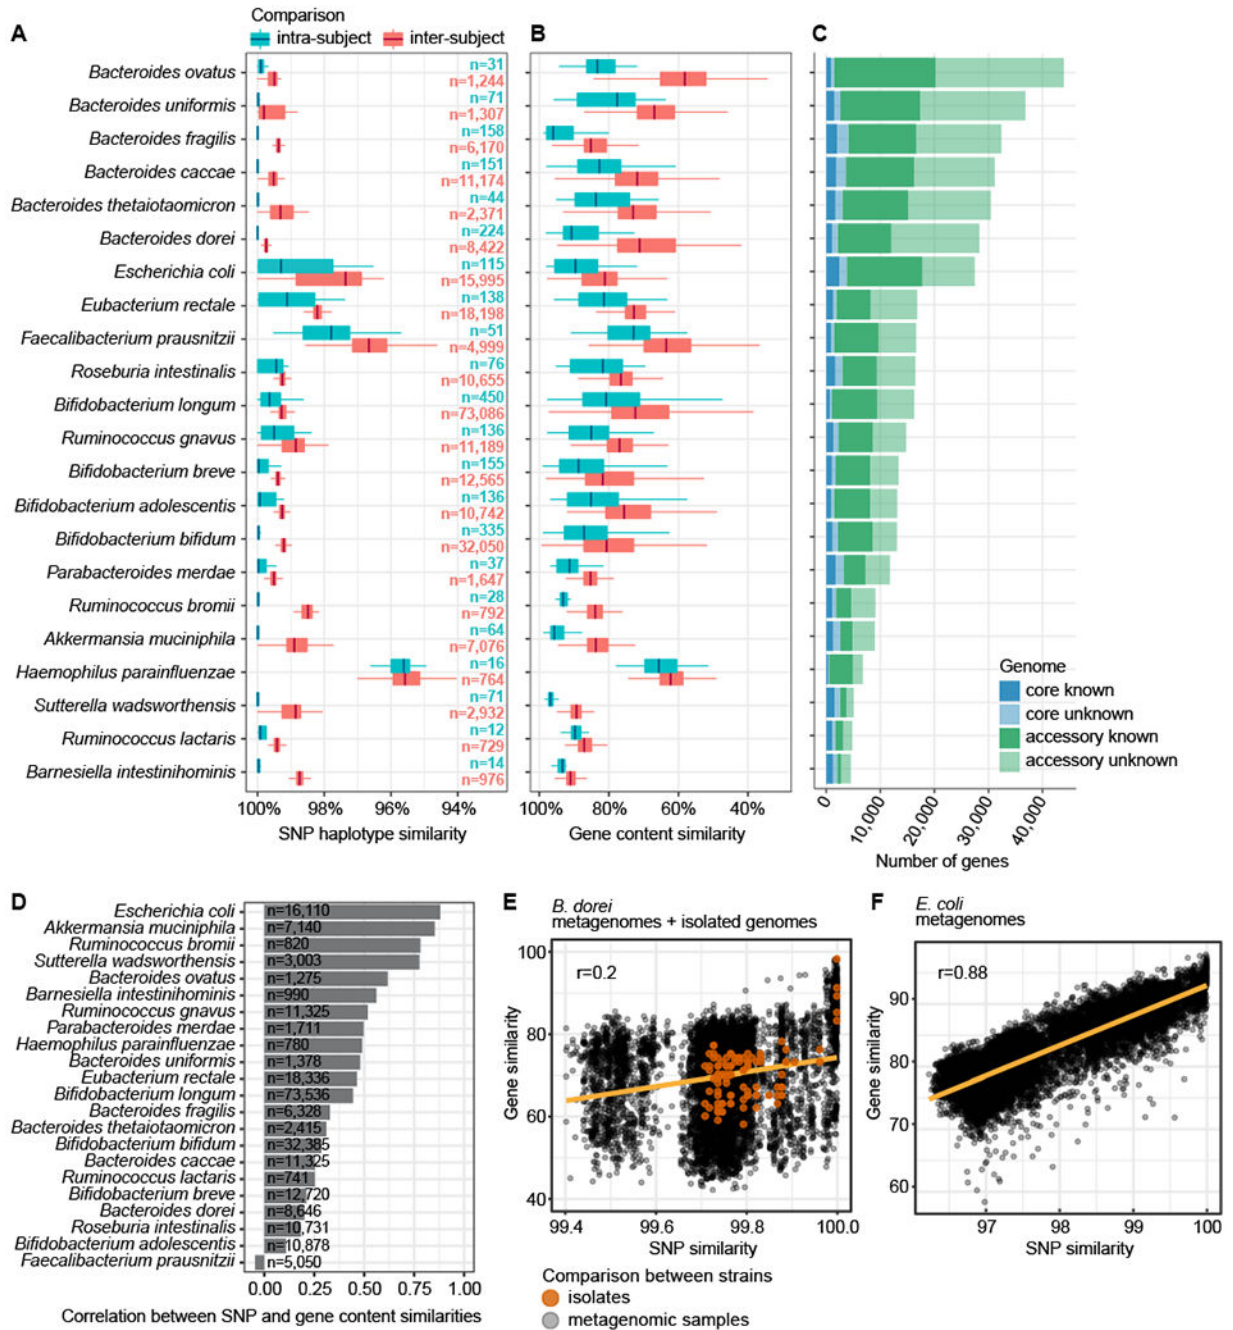 Comparison
intra-subject inter-subject
A
B
C
Bacteroides ovatus
n=31
n=1,244
Bacteroides uniformis
n=71
n=1,307
Bacteroides fragilis
n=158
n=6,170
Bacteroides caccae
n=151
n=11,174
Bacteroides thetaiotaomicron
n=44
n=2,371
Bacteroides dorei
n=224
n=8,422
Escherichia coli
n=115
n=15,995
Eubacterium rectale
n=138
n=18,198
Faecalibacterium prausnitzii
n=51
n=4,999
Roseburia intestinalis
n=76
n=10,655
Bifidobacterium longum
n=450
n=73,086
Ruminococcus gnavus
n=136
n=11,189
Bifidobacterium breve
n=155
n=12,565
Bifidobacterium adolescentis
n=136
n=10,742
Bifidobacterium bifidum
n=335
n=32,050
Parabacteroides merdae
n=37
n=1,647
Ruminococcus bromii
n=28
n=792
Akkermansia muciniphila
n=64
n=7,076
Haemophilus parainfluenzae
n=16
n=764
Sutterella wadsworthensis
n=71
n=2,932
Ruminococcus lactaris
n=12
n=729
Barnesiella intestinihominis
n=14
n=976
100% 98% 96% 94%
SNP haplotype similarity
100% 80% 60% 40%
Gene content similarity
Genome
core known
core unknown
accessory known
accessory unknown
0 10,000 20,000 30,000 40,000
Number of genes
D
Escherichia coli n=16,110
Akkermansia muciniphila n=7,140
Ruminococcus bromii n=820
Sutterella wadsworthensis n=3,003
Bacteroides ovatus n=1,275
Barnesiella intestinihominis n=990
Ruminococcus gnavus n=11,325
Parabacteroides merdae n=1,711
Haemophilus parainfluenzae n=780
Bacteroides uniformis n=1,378
Eubacterium rectale n=18,336
Bifidobacterium longum n=73,536
Bacteroides fragilis n=6,328
Bacteroides thetaiotaomicron n=2,415
Bifidobacterium bifidum n=32,385
Bacteroides caccae n=11,325
Ruminococcus lactaris n=741
Bifidobacterium breve n=12,720
Bacteroides dorei n=8,646
Roseburia intestinalis n=10,731
Bifidobacterium adolescentis n=10,878
Faecalibacterium prausnitzii n=5,050
0.00 0.25 0.50 0.75 1.00
Correlation between SNP and gene content similarities
E
B. dorei
metagenomes + isolated genomes
r=0.2
Gene similarity
100
80
60
40
99.4 99.6 99.8 100.0
SNP similarity
Comparison between strains
isolates
metagenomic samples
F
E. coli
metagenomes
r=0.88
Gene similarity
90
80
70
60
97 98 99 100
SNP similarity